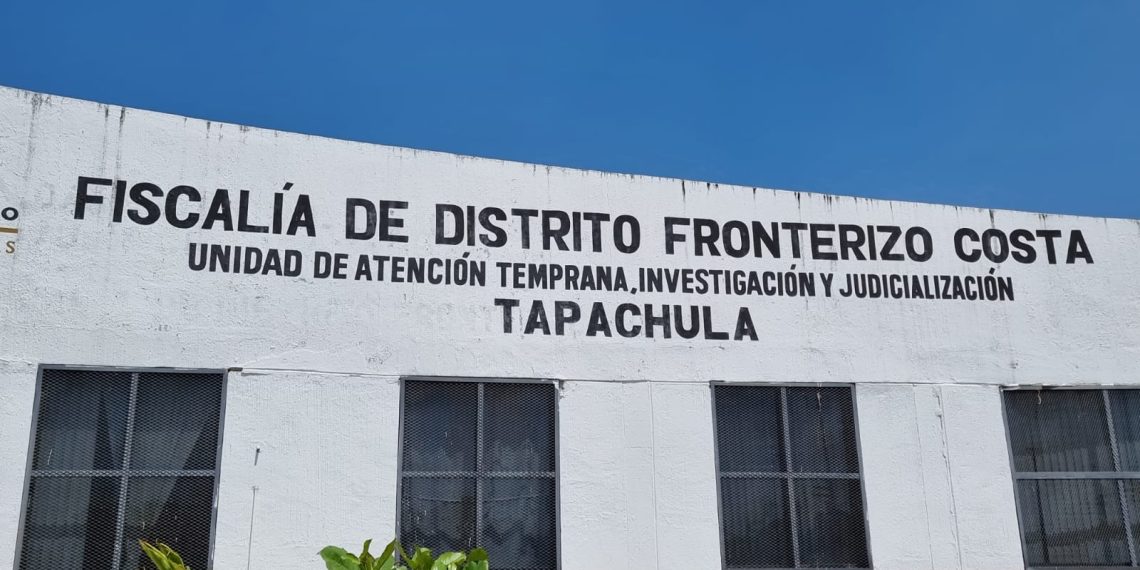 FISCALÍA DE DISTRITO FRONTERIZO COSTA
UNIDAD DE ATENCIÓN TEMPRANA, INVESTIGACIÓN Y JUDICIALIZACIÓN
TAPACHULA